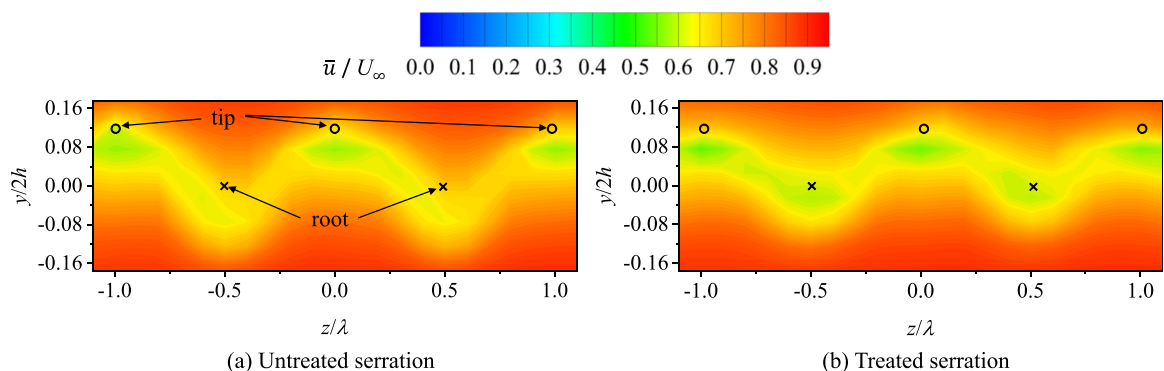 u̅ / U∞ 0.0 0.1 0.2 0.3 0.4 0.5 0.6 0.7 0.8 0.9
y/2h
0.16
0.08
0.00
-0.08
-0.16
tip
root
-1.0 -0.5 0.0 0.5 1.0
z/λ
(a) Untreated serration
y/2h
0.16
0.08
0.00
-0.08
-0.16
-1.0 -0.5 0.0 0.5 1.0
z/λ
(b) Treated serration